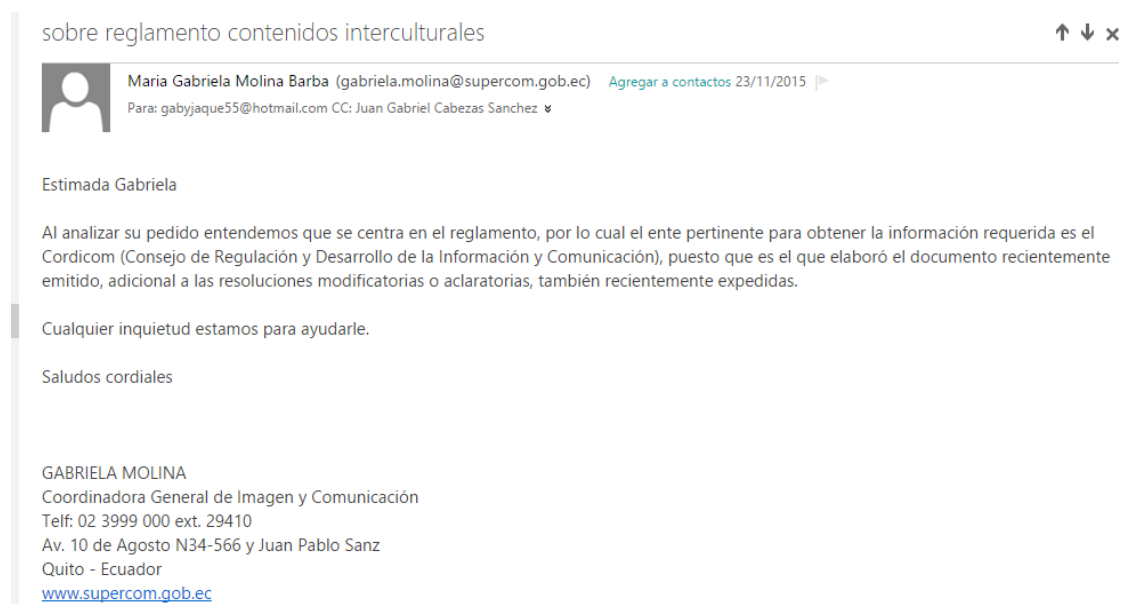 sobre reglamento contenidos interculturales
Maria Gabriela Molina Barba (gabriela.molina@supercom.gob.ec) Agregar a contactos 23/11/2015
Para: gabyjaque55@hotmail.com CC: Juan Gabriel Cabezas Sanchez
Estimada Gabriela
Al analizar su pedido entendemos que se centra en el reglamento, por lo cual el ente pertinente para obtener la información requerida es el
Cordicom (Consejo de Regulación y Desarrollo de la Información y Comunicación), puesto que es el que elaboró el documento recientemente
emitido, adicional a las resoluciones modificatorias o aclaratorias, también recientemente expedidas.
Cualquier inquietud estamos para ayudarle.
Saludos cordiales
GABRIELA MOLINA
Coordinadora General de Imagen y Comunicación
Telf: 02 3999 000 ext. 29410
Av. 10 de Agosto N34-566 y Juan Pablo Sanz
Quito - Ecuador
www.supercom.gob.ec